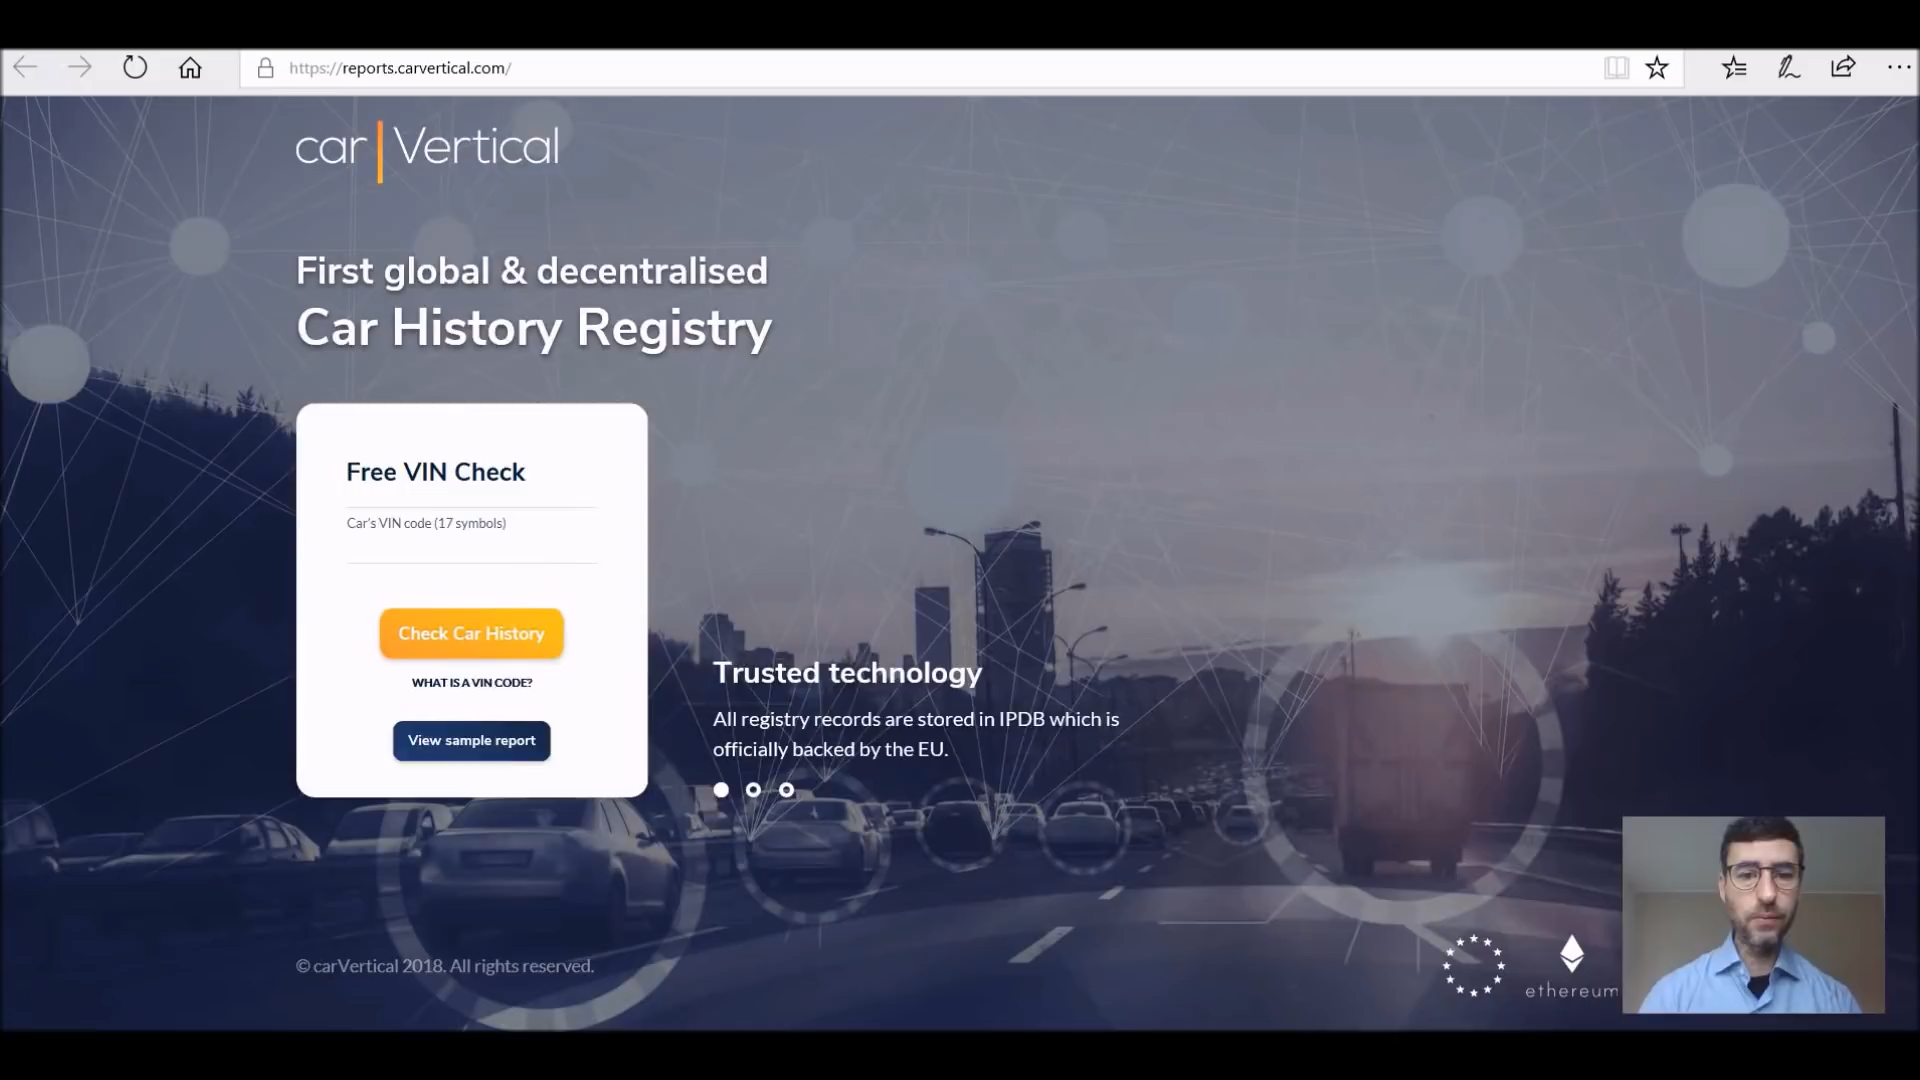 https://reports.carvertical.com/
car Vertical
First global & decentralised
Car History Registry
Free VIN Check
Car's VIN code (17 symbols)
Check Car History
WHAT IS A VIN CODE?
View sample report
Trusted technology
All registry records are stored in IPDB which is
officially backed by the EU.
© carVertical 2018. All rights reserved.
ethereum